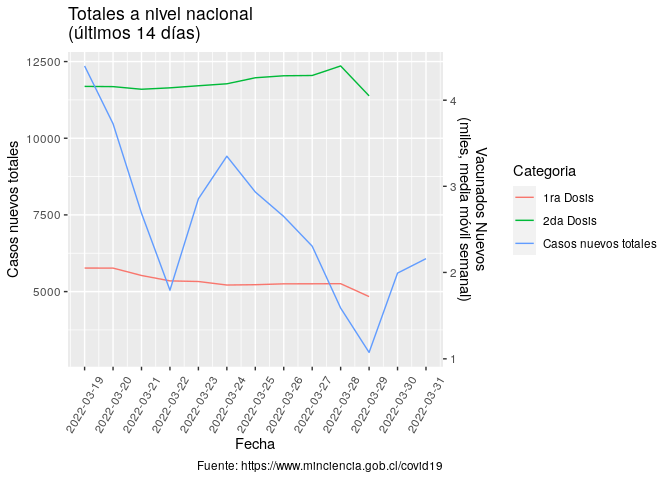 Totales a nivel nacional
(últimos 14 días)
12500
10000
7500
5000
Casos nuevos totales
4
3
2
1
Vacunados Nuevos
(miles, media móvil semanal)
2022-03-19
2022-03-20
2022-03-21
2022-03-22
2022-03-23
2022-03-24
2022-03-25
2022-03-26
2022-03-27
2022-03-28
2022-03-29
2022-03-30
2022-03-31
Fecha
Categoria
1ra Dosis
2da Dosis
Casos nuevos totales
Fuente: https://www.minciencia.gob.cl/covid19